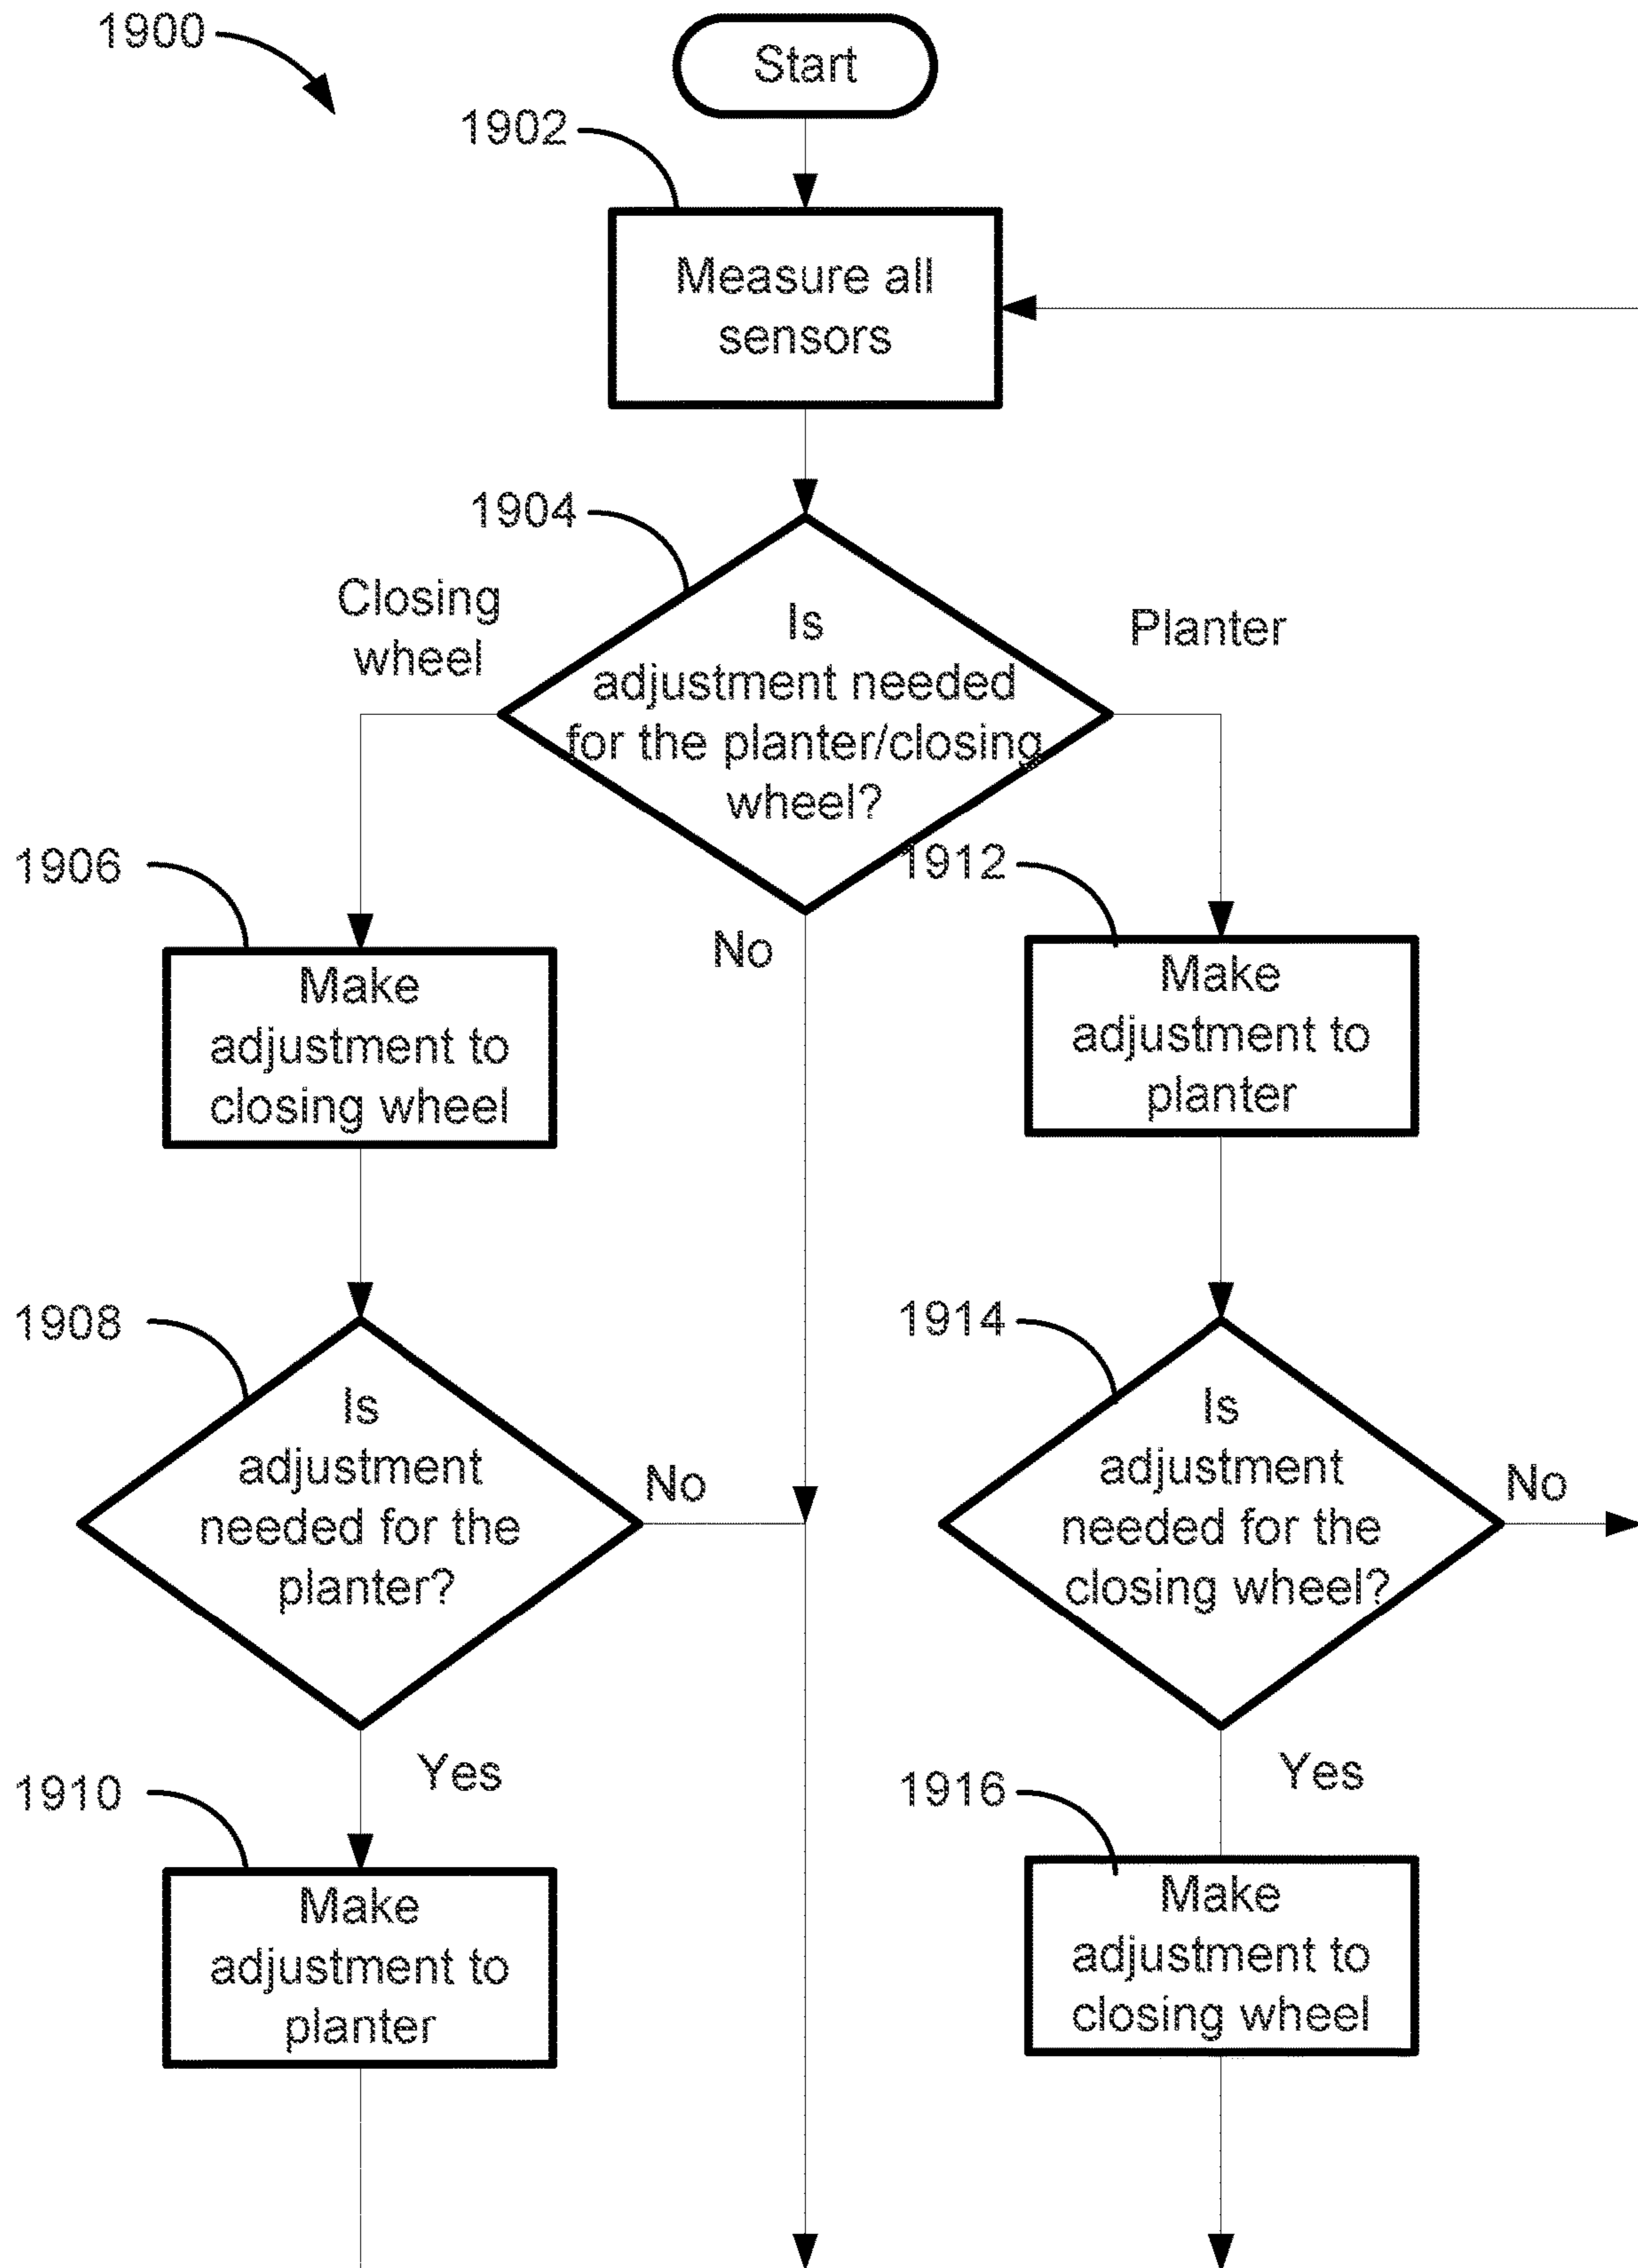 1900
Start
1902
Measure all
sensors
1904
Closing
wheel
Is
adjustment needed
for the planter/closing
wheel?
Planter
1906
No
1912
Make
adjustment to
closing wheel
Make
adjustment to
planter
1908
Is
adjustment
needed for the
planter?
No
1914
Is
adjustment
needed for the
closing wheel?
No
1910
Yes
1916
Yes
Make
adjustment to
planter
Make
adjustment to
closing wheel